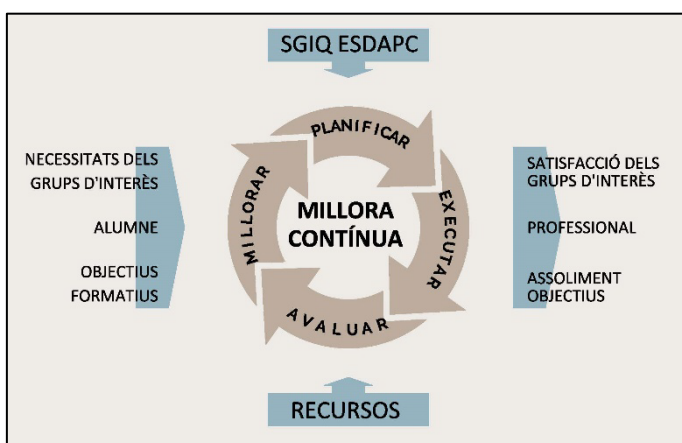 SGIQ ESDAPC
PLANIFICAR
EXECUTAR
AVALUAR
MILLORAR
MILLORA
CONTÍNUA
NECESSITATS DELS
GRUPS D'INTERÈS
ALUMNE
OBJECTIUS
FORMATIUS
SATISFACCIÓ DELS
GRUPS D'INTERÈS
PROFESSIONAL
ASSOLIMENT
OBJECTIUS
RECURSOS